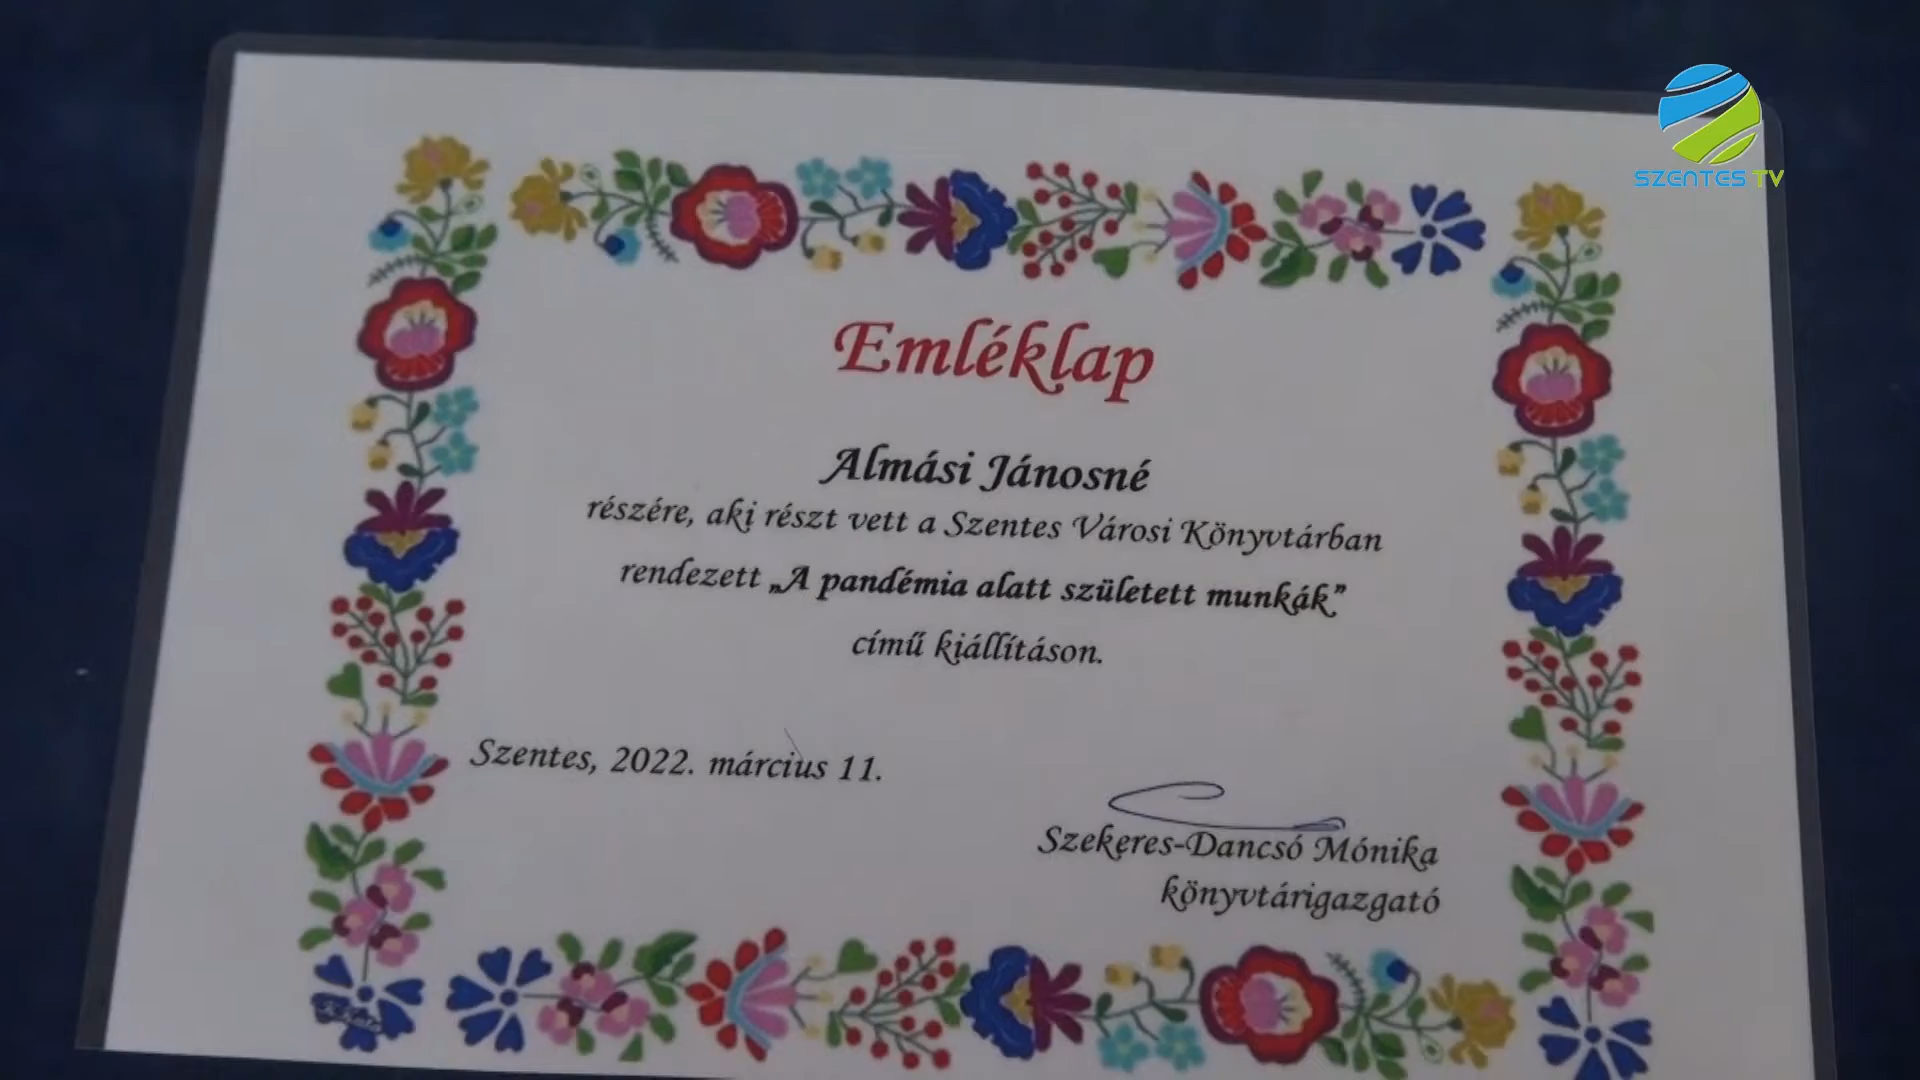 SZENTES TV
Emléklap
Almási Jánosné
részére, aki részt vett a Szentes Városi Könyvtárban
rendezett „A pandémia alatt született munkák”
című kiállításon.
Szentes, 2022. március 11.
Szekeres-Dancsó Mónika
könyvtárigazgató